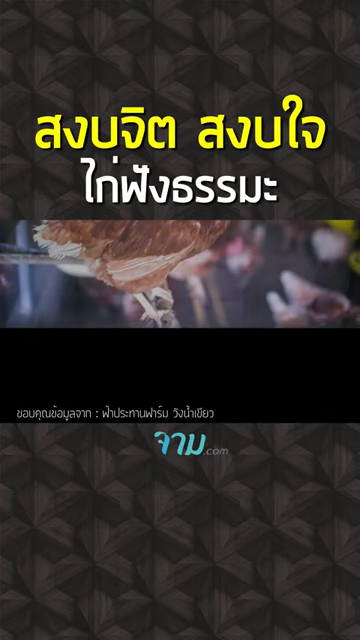 สงบจิต สงบใจ
ไก่ฟังธรรมะ
ขอบคุณข้อมูลจาก : ฟ้าประทานฟาร์ม วังน้ำเขียว
จาม.com